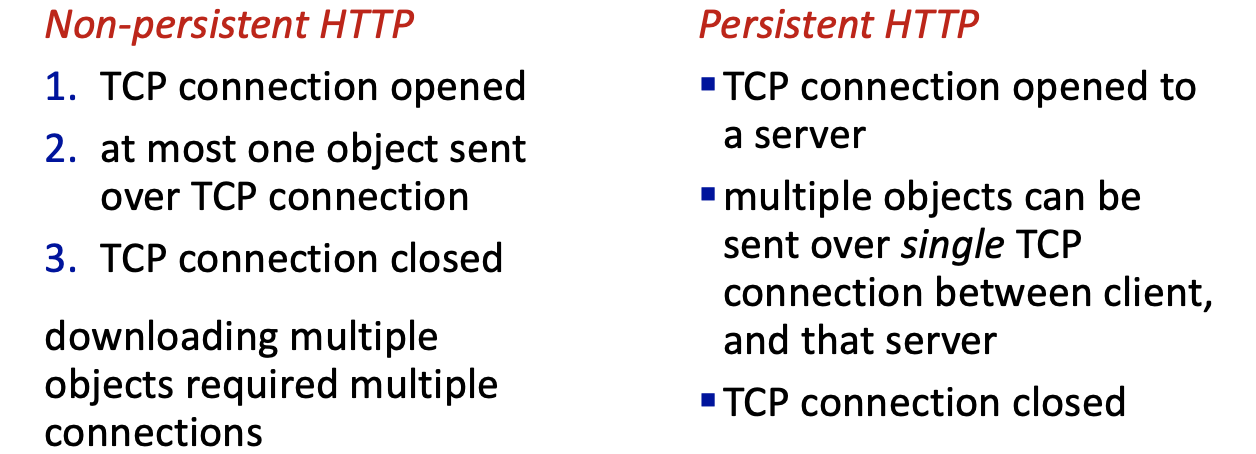 Non-persistent HTTP
1. TCP connection opened
2. at most one object sent
over TCP connection
3. TCP connection closed
downloading multiple
objects required multiple
connections
Persistent HTTP
▪ TCP connection opened to
a server
▪ multiple objects can be
sent over single TCP
connection between client,
and that server
▪ TCP connection closed